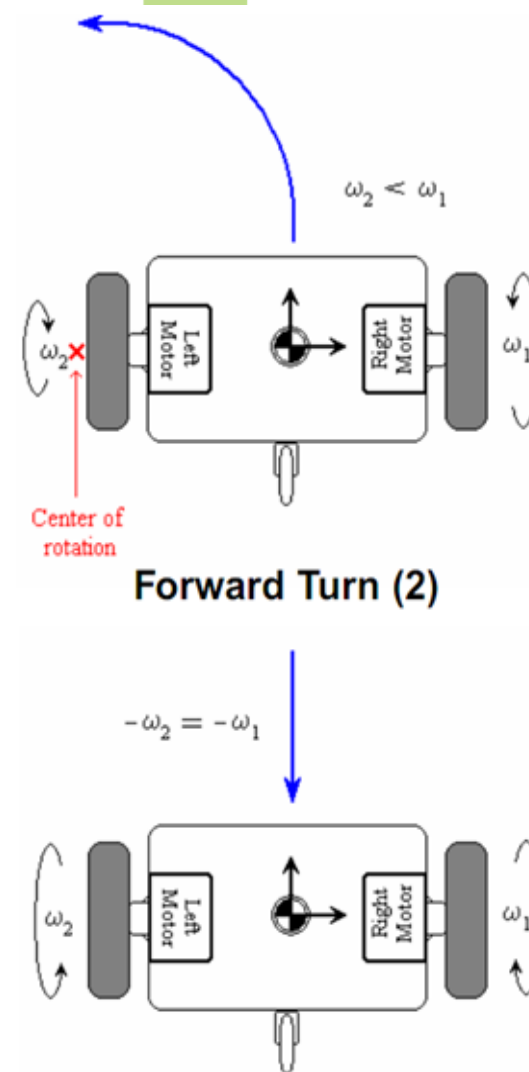 ω₂ < ω₁
Left
Motor
Right
Motor
ω₂
ω₁
Center of
rotation
Forward Turn (2)
-ω₂ = -ω₁
Left
Motor
Right
Motor
ω₂
ω₁